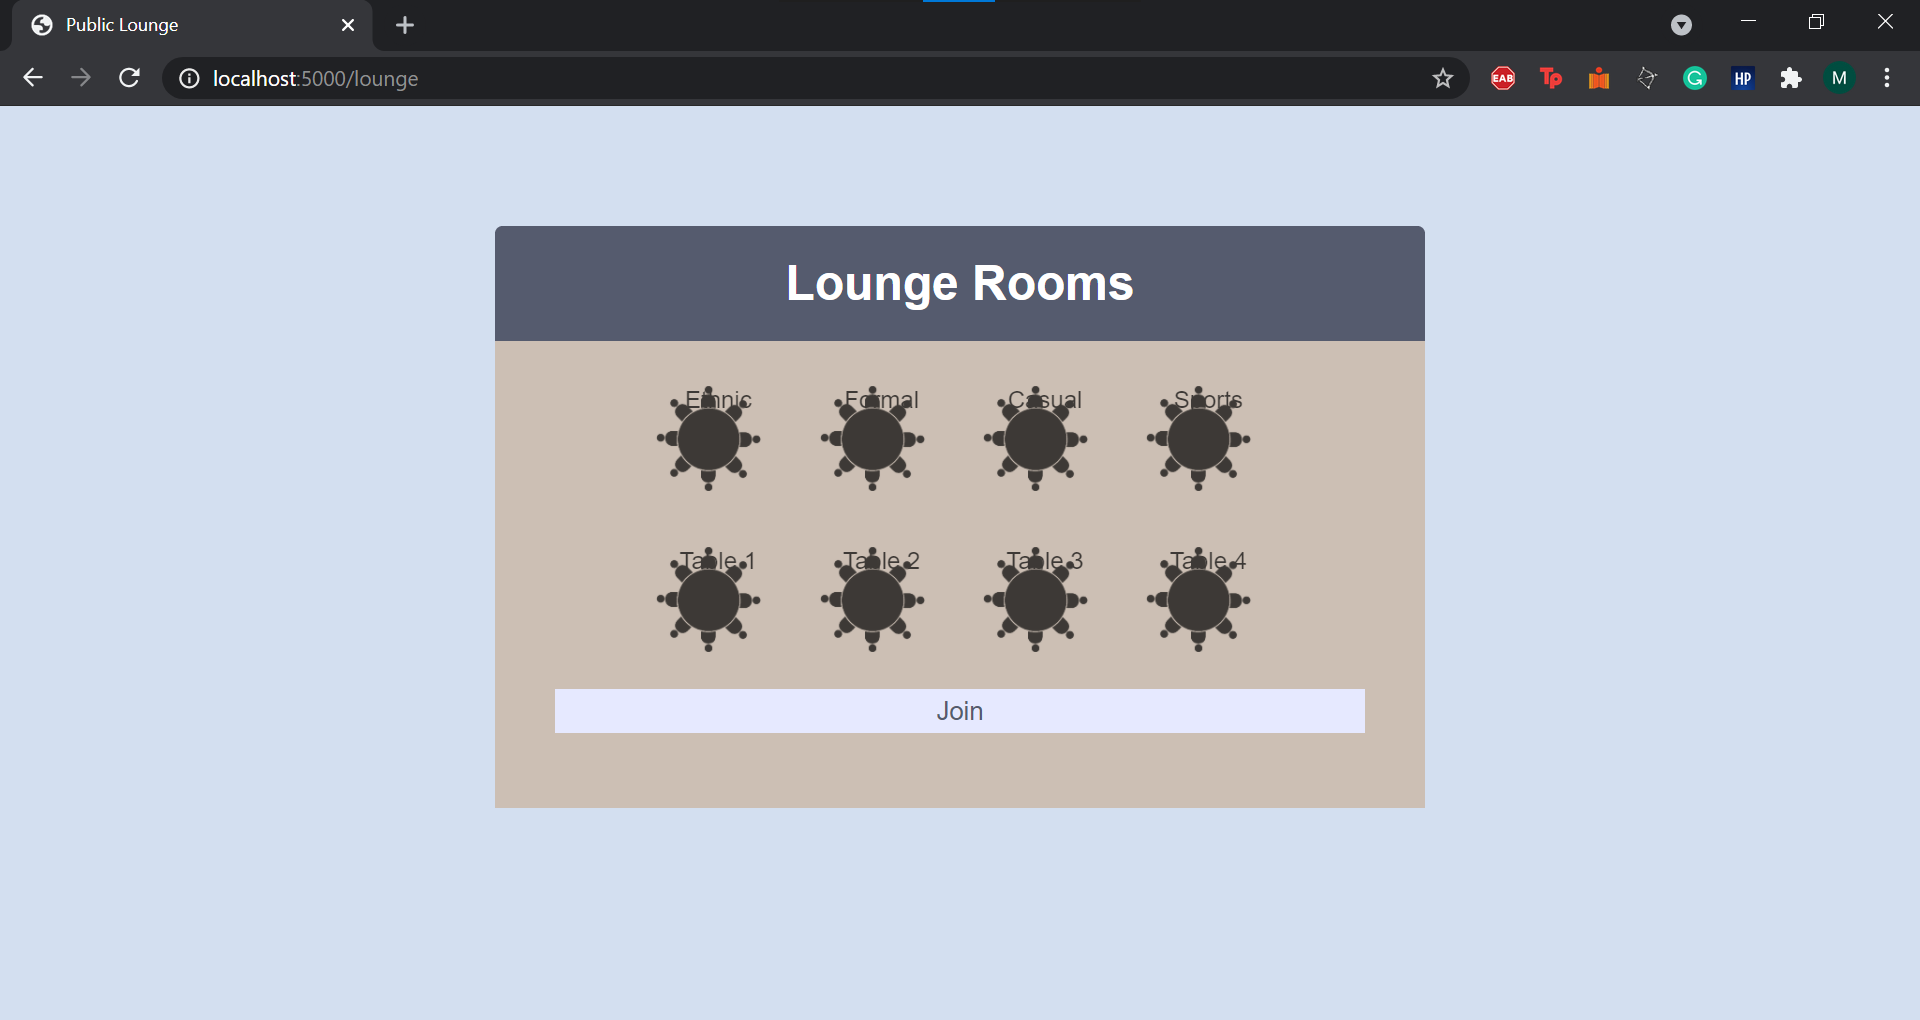 Public Lounge
localhost:5000/lounge
EAB
Tp
G
HP
M
Lounge Rooms
Ethnic Formal Casual Sports
Table 1 Table 2 Table 3 Table 4
Join